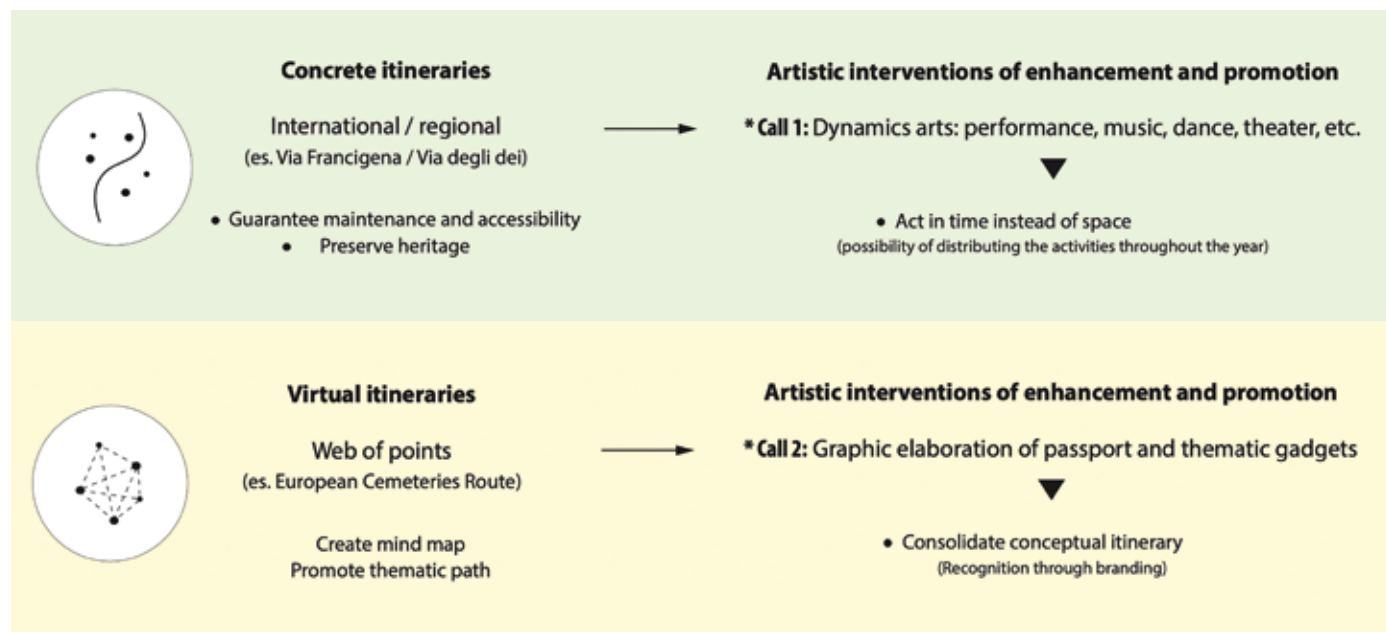 Concrete itineraries
International / regional
(es. Via Francigena / Via degli dei)
• Guarantee maintenance and accessibility
• Preserve heritage
Artistic interventions of enhancement and promotion
* Call 1: Dynamics arts: performance, music, dance, theater, etc.
• Act in time instead of space
(possibility of distributing the activities throughout the year)
Virtual itineraries
Web of points
(es. European Cemeteries Route)
Create mind map
Promote thematic path
Artistic interventions of enhancement and promotion
* Call 2: Graphic elaboration of passport and thematic gadgets
• Consolidate conceptual itinerary
(Recognition through branding)